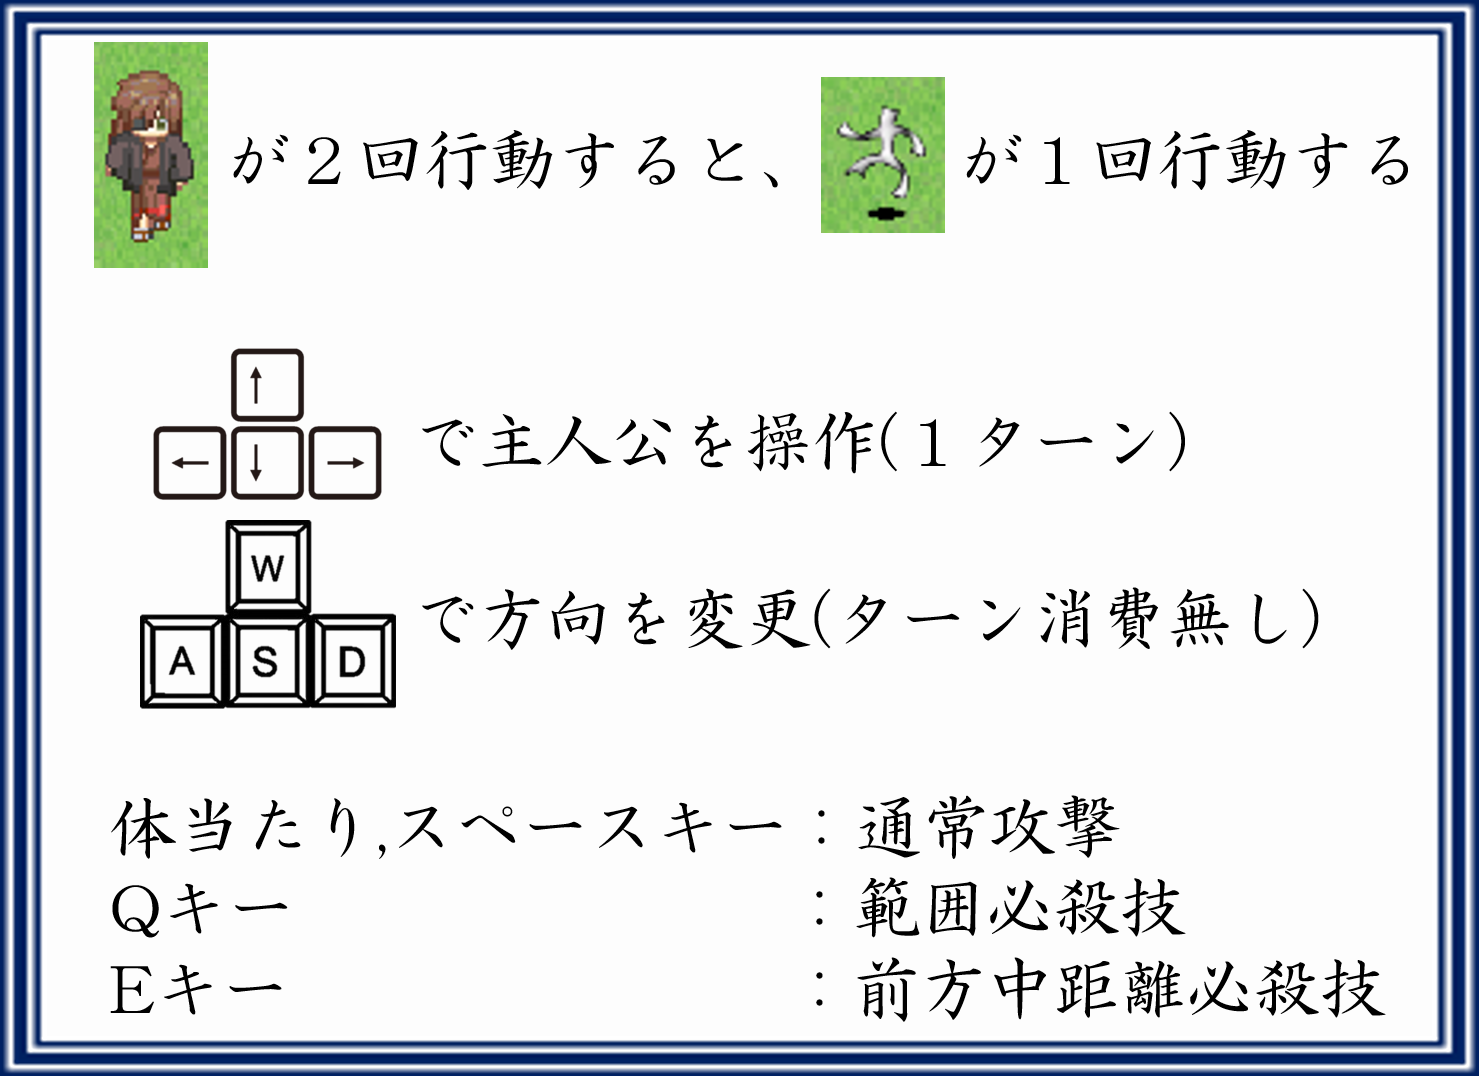 が２回行動すると、が１回行動する
↑
← ↓ →
で主人公を操作(１ターン)
W
A S D
で方向を変更(ターン消費無し)
体当たり,スペースキー：通常攻撃
Qキー：範囲必殺技
Eキー：前方中距離必殺技